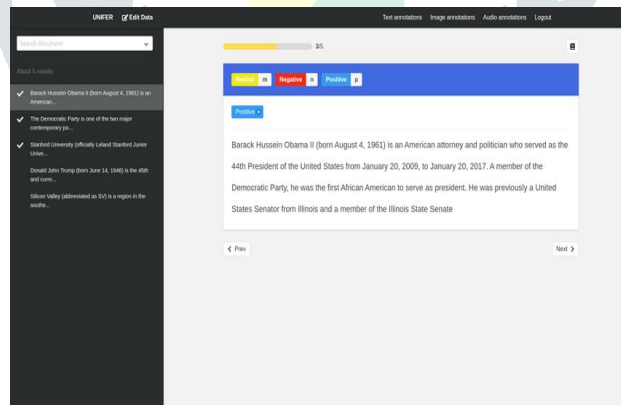 UNIFER Edit Data Text annotations Image annotations Audio annotations Logout
Search document
About 5 results
Barack Hussein Obama II (born August 4, 1961) is an
American...
The Democratic Party is one of the two major
contemporary po...
Stanford University (officially Leland Stanford Junior
Unive...
Donald John Trump (born June 14, 1946) is the 45th
and curre...
Silicon Valley (abbreviated as SV) is a region in the
southe...
3/5
Neutral m Negative n Positive p
Positive
Barack Hussein Obama II (born August 4, 1961) is an American attorney and politician who served as the
44th President of the United States from January 20, 2009, to January 20, 2017. A member of the
Democratic Party, he was the first African American to serve as president. He was previously a United
States Senator from Illinois and a member of the Illinois State Senate
Prev Next